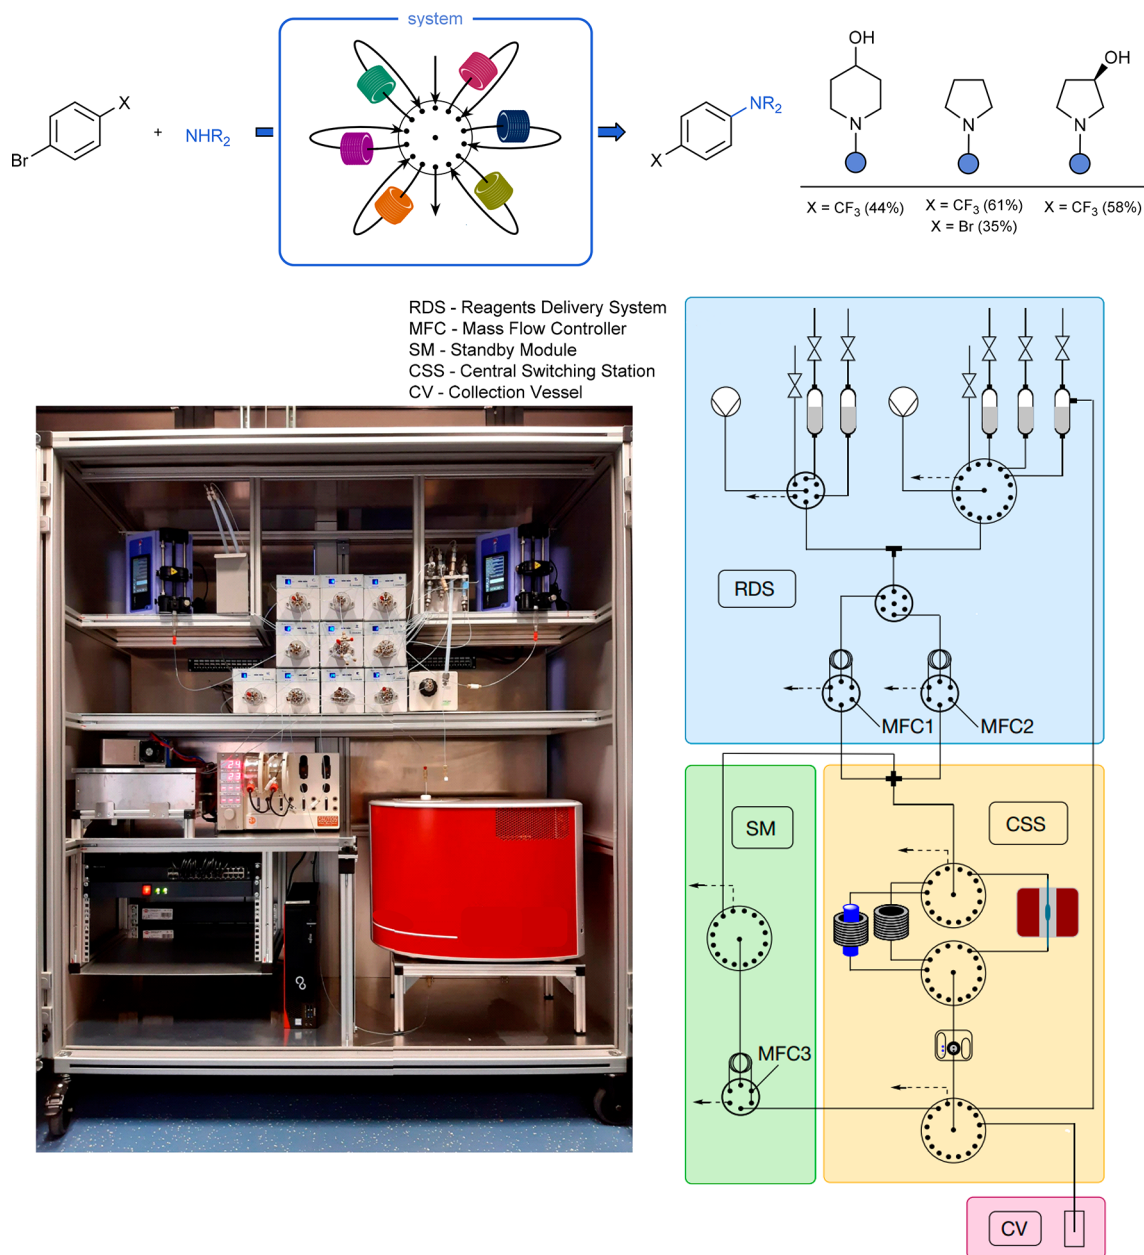 system
X
Br
+
NHR2
NR2
X
OH
N
N
OH
N
X = CF3 (44%)
X = CF3 (61%)
X = Br (35%)
X = CF3 (58%)
RDS - Reagents Delivery System
MFC - Mass Flow Controller
SM - Standby Module
CSS - Central Switching Station
CV - Collection Vessel
RDS
MFC1
MFC2
SM
CSS
MFC3
CV